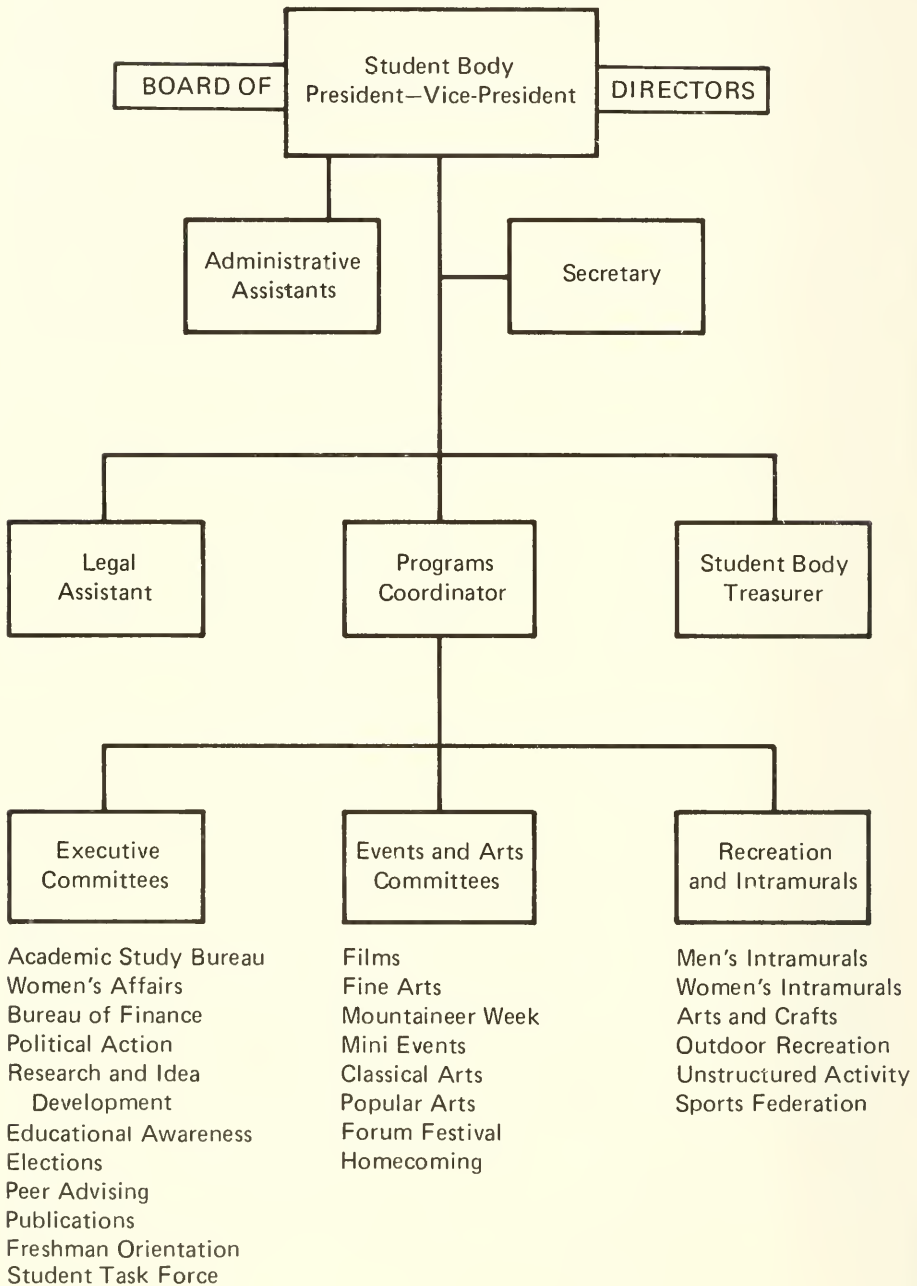 BOARD OF
Student Body
President—Vice-President
DIRECTORS
Administrative
Assistants
Secretary
Legal
Assistant
Programs
Coordinator
Student Body
Treasurer
Executive
Committees
Events and Arts
Committees
Recreation
and Intramurals
Academic Study Bureau
Women's Affairs
Bureau of Finance
Political Action
Research and Idea
Development
Educational Awareness
Elections
Peer Advising
Publications
Freshman Orientation
Student Task Force
Films
Fine Arts
Mountaineer Week
Mini Events
Classical Arts
Popular Arts
Forum Festival
Homecoming
Men's Intramurals
Women's Intramurals
Arts and Crafts
Outdoor Recreation
Unstructured Activity
Sports Federation